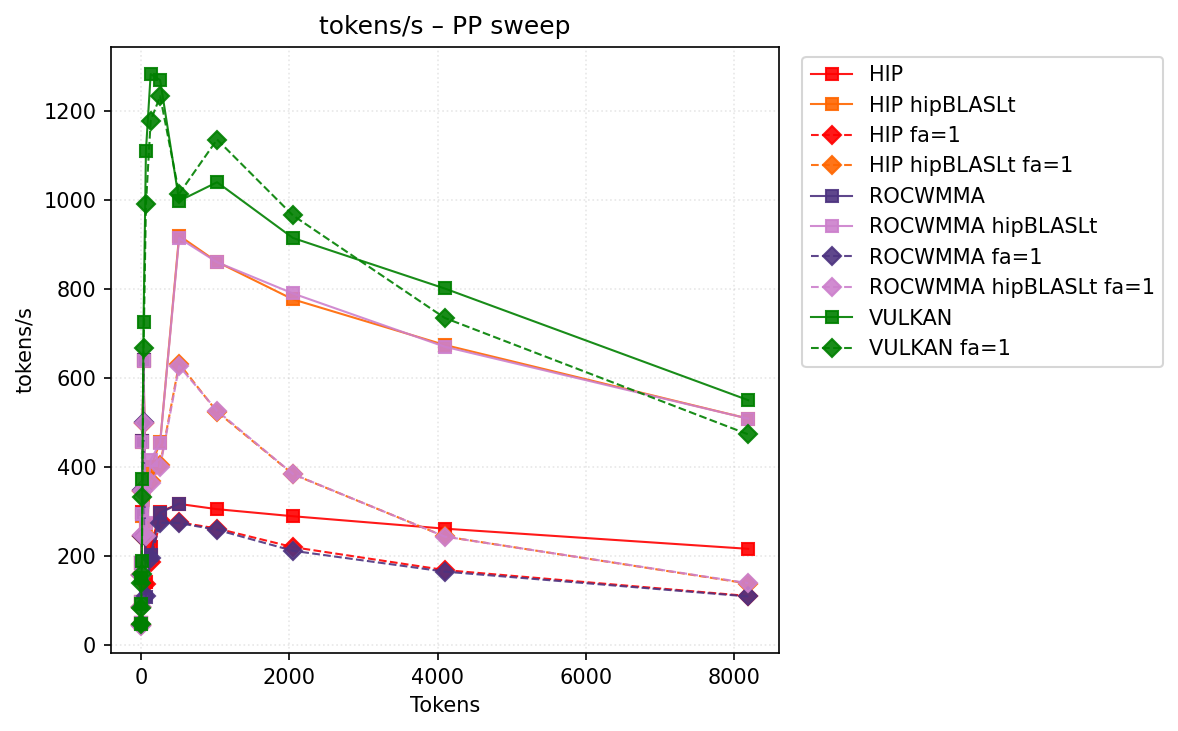 tokens/s – PP sweep
1200
1000
800
600
400
200
0
tokens/s
0 2000 4000 6000 8000
Tokens
HIP
HIP hipBLASLt
HIP fa=1
HIP hipBLASLt fa=1
ROCWMMA
ROCWMMA hipBLASLt
ROCWMMA fa=1
ROCWMMA hipBLASLt fa=1
VULKAN
VULKAN fa=1